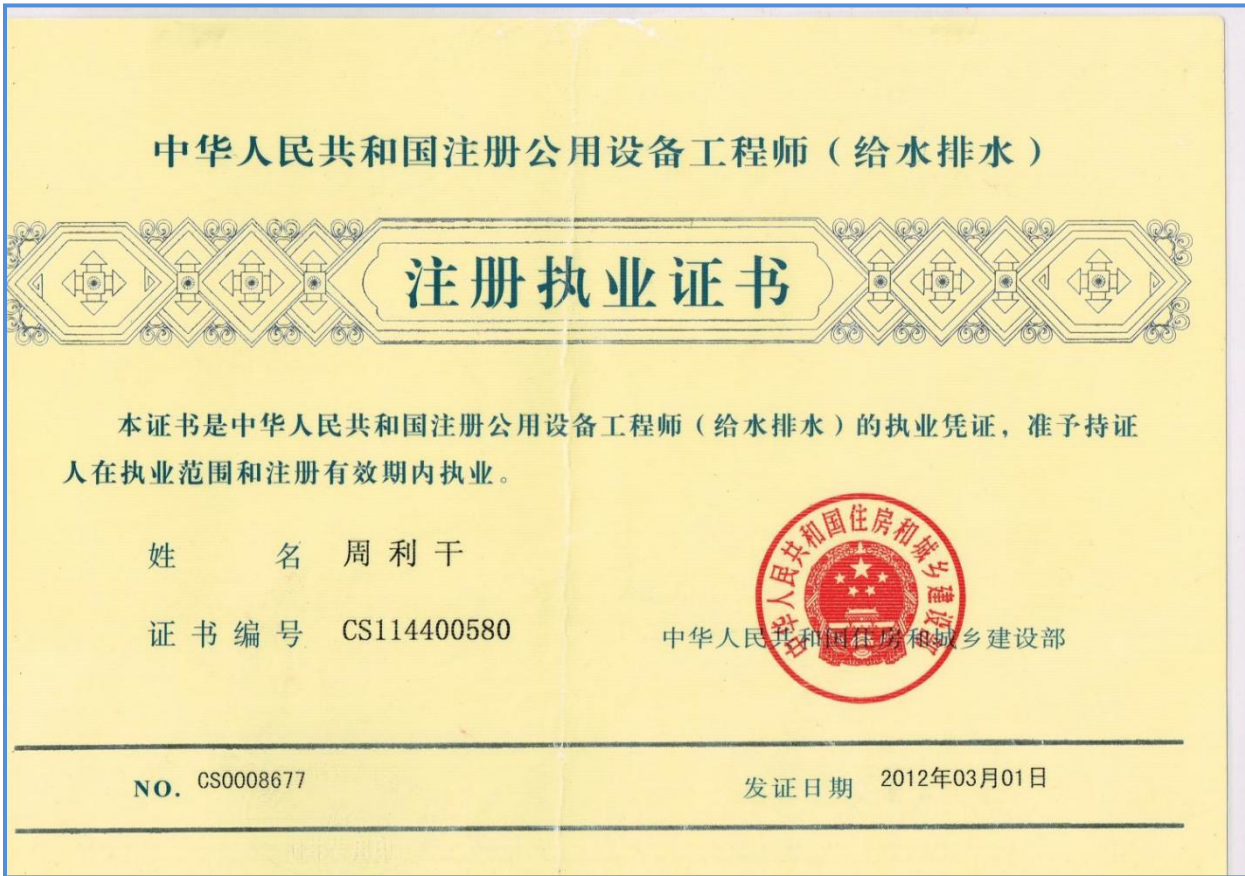 中华人民共和国注册公用设备工程师（给水排水）
注册执业证书
本证书是中华人民共和国注册公用设备工程师（给水排水）的执业凭证，准予持证
人在执业范围和注册有效期内执业。
姓 名 周利干
证书编号 CS114400580
中华人民共和国住房和城乡建设部
中华人民共和国住房和城乡建设部
NO. CS0008677
发证日期 2012年03月01日